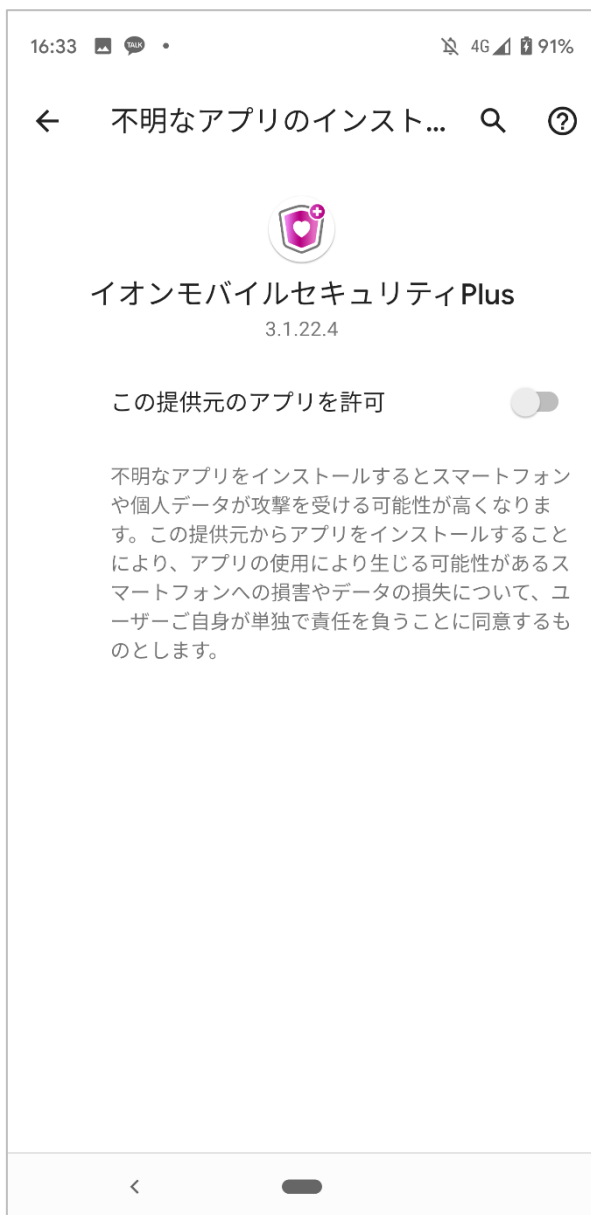 16:33 TALK 4G 91%
不明なアプリのインスト...
イオンモバイルセキュリティPlus
3.1.22.4
この提供元のアプリを許可
不明なアプリをインストールするとスマートフォン
や個人データが攻撃を受ける可能性が高くなりま
す。この提供元からアプリをインストールすること
により、アプリの使用により生じる可能性があるス
マートフォンへの損害やデータの損失について、ユ
ーザーご自身が単独で責任を負うことに同意するも
のとします。